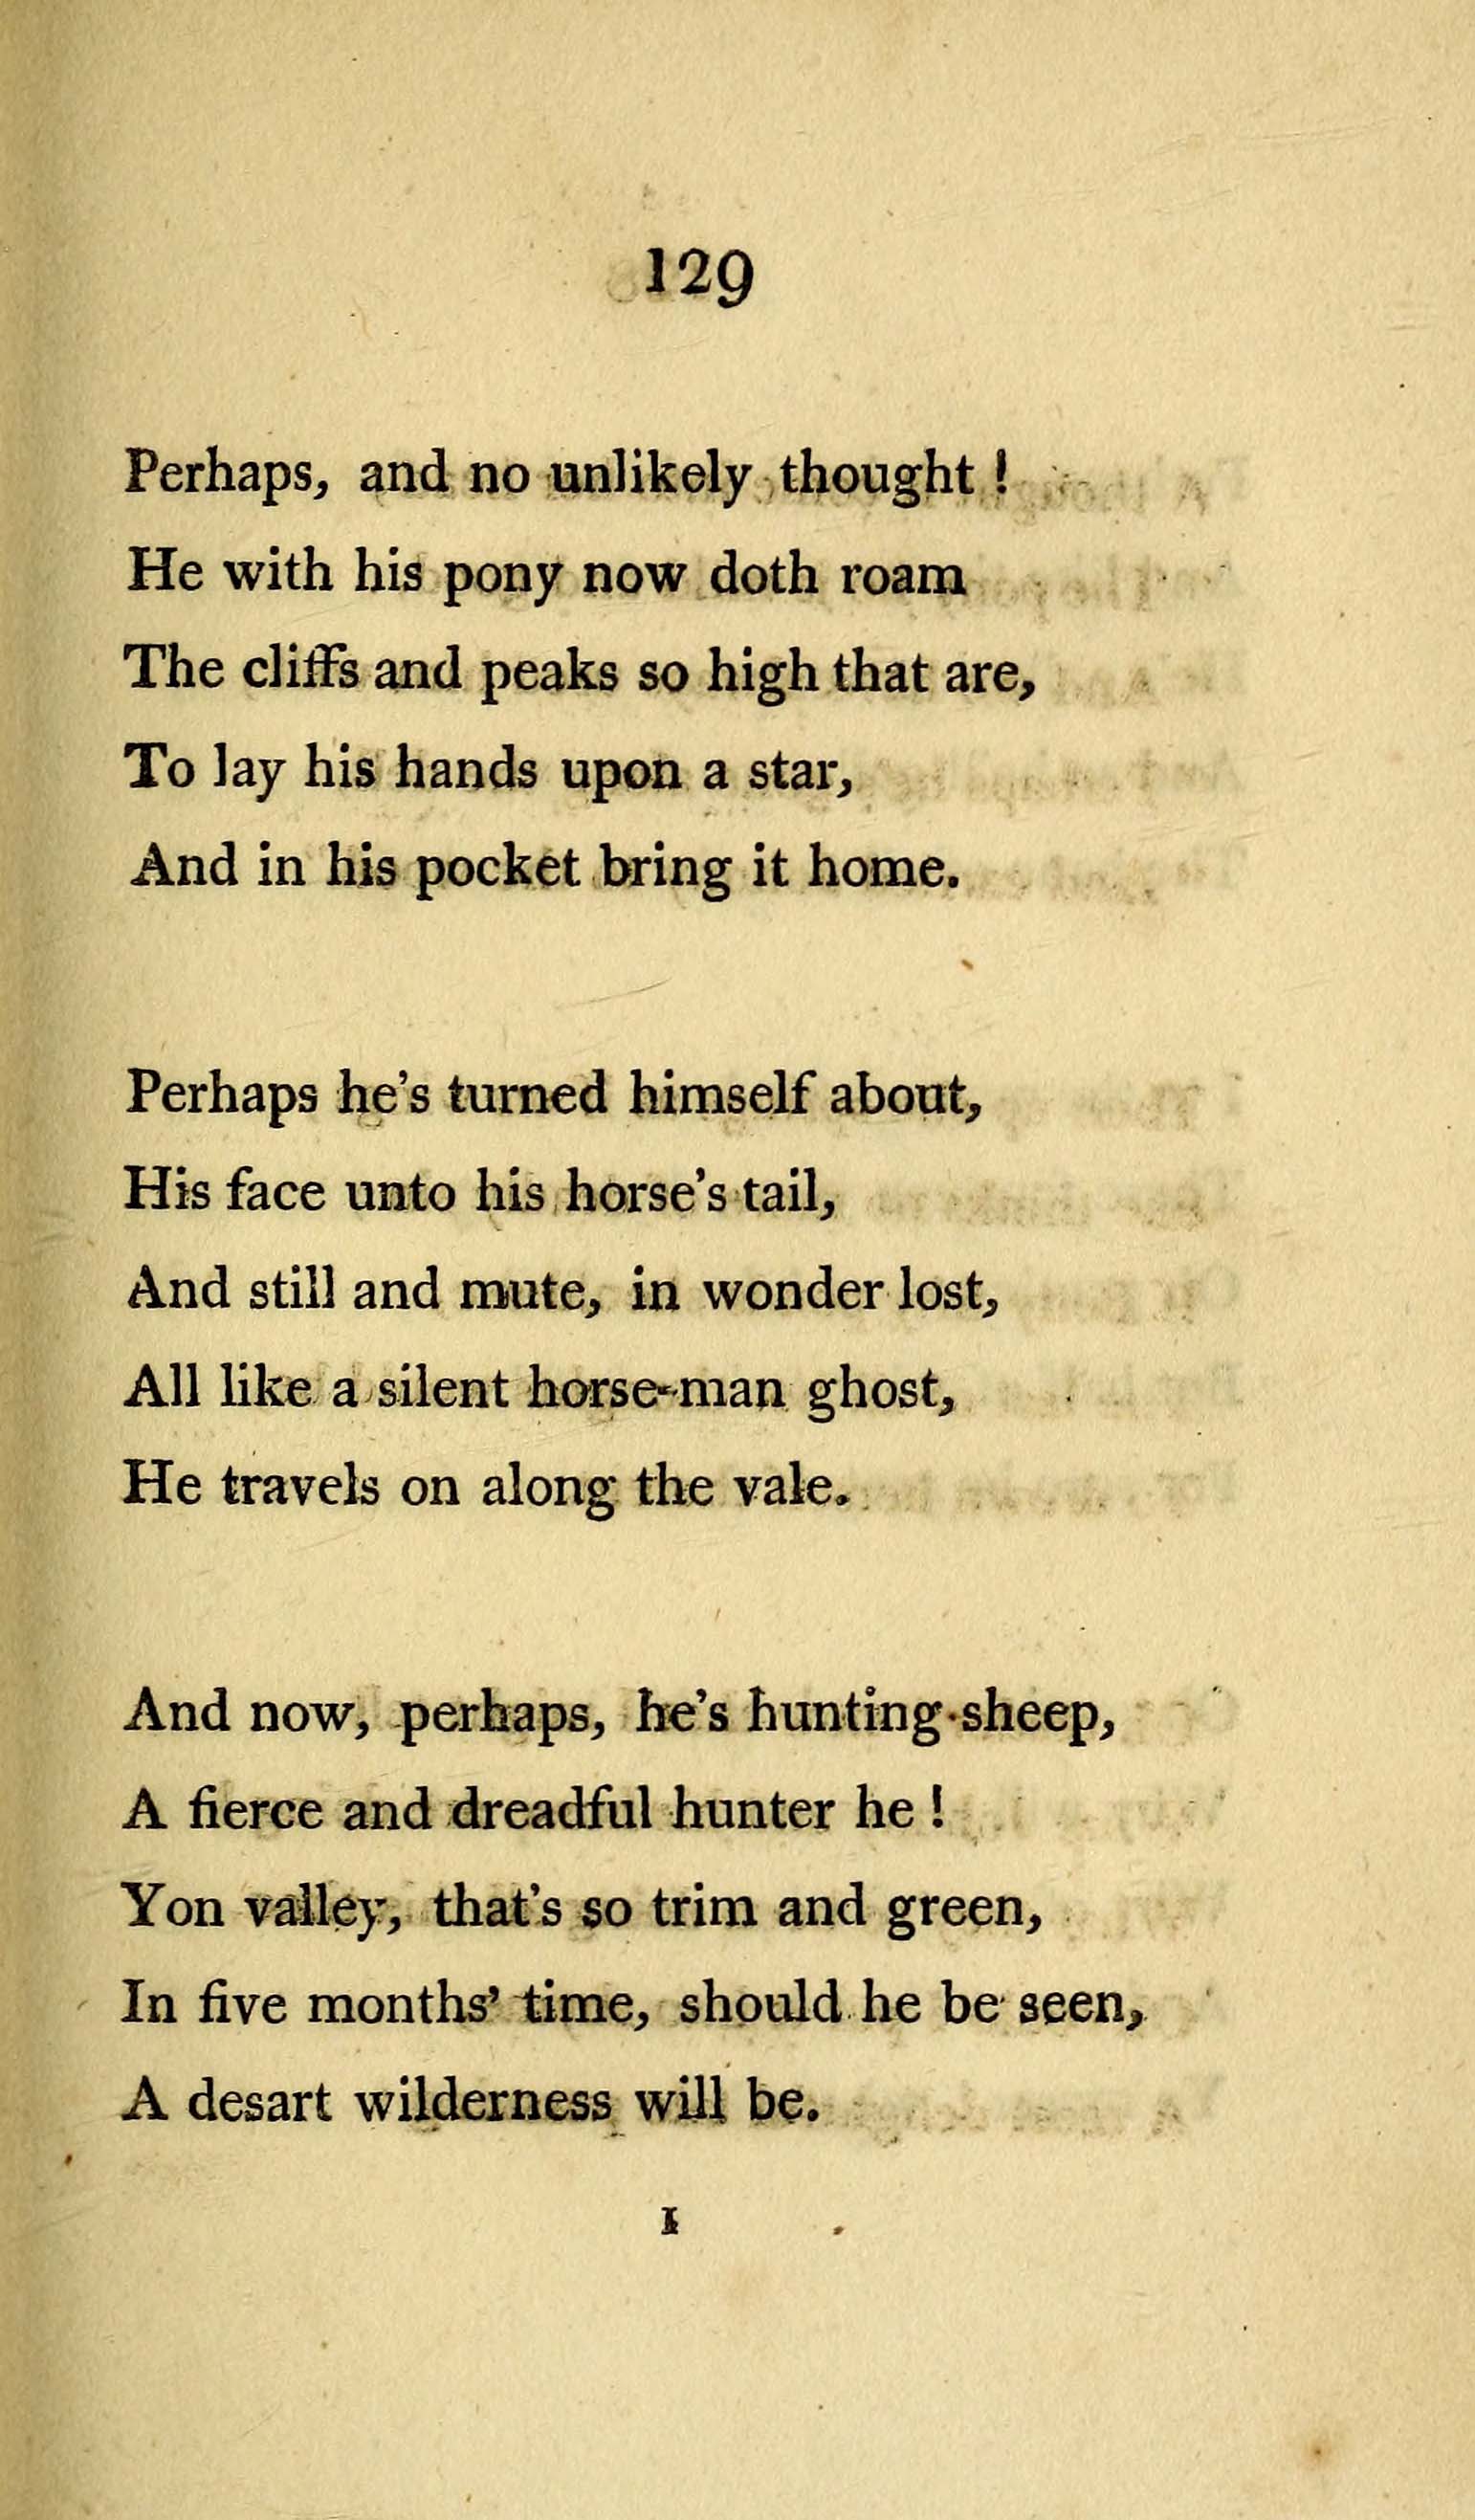 129
Perhaps, and no unlikely thought !
He with his pony now doth roam
The cliffs and peaks so high that are,
To lay his hands upon a star,
And in his pocket bring it home.
Perhaps he's turned himself about,
His face unto his horse's tail,
And still and mute, in wonder lost,
All like a silent horse-man ghost,
He travels on along the vale.
And now, perhaps, he's hunting sheep,
A fierce and dreadful hunter he !
Yon valley, that's so trim and green,
In five months' time, should he be seen,
A desart wilderness will be.
I